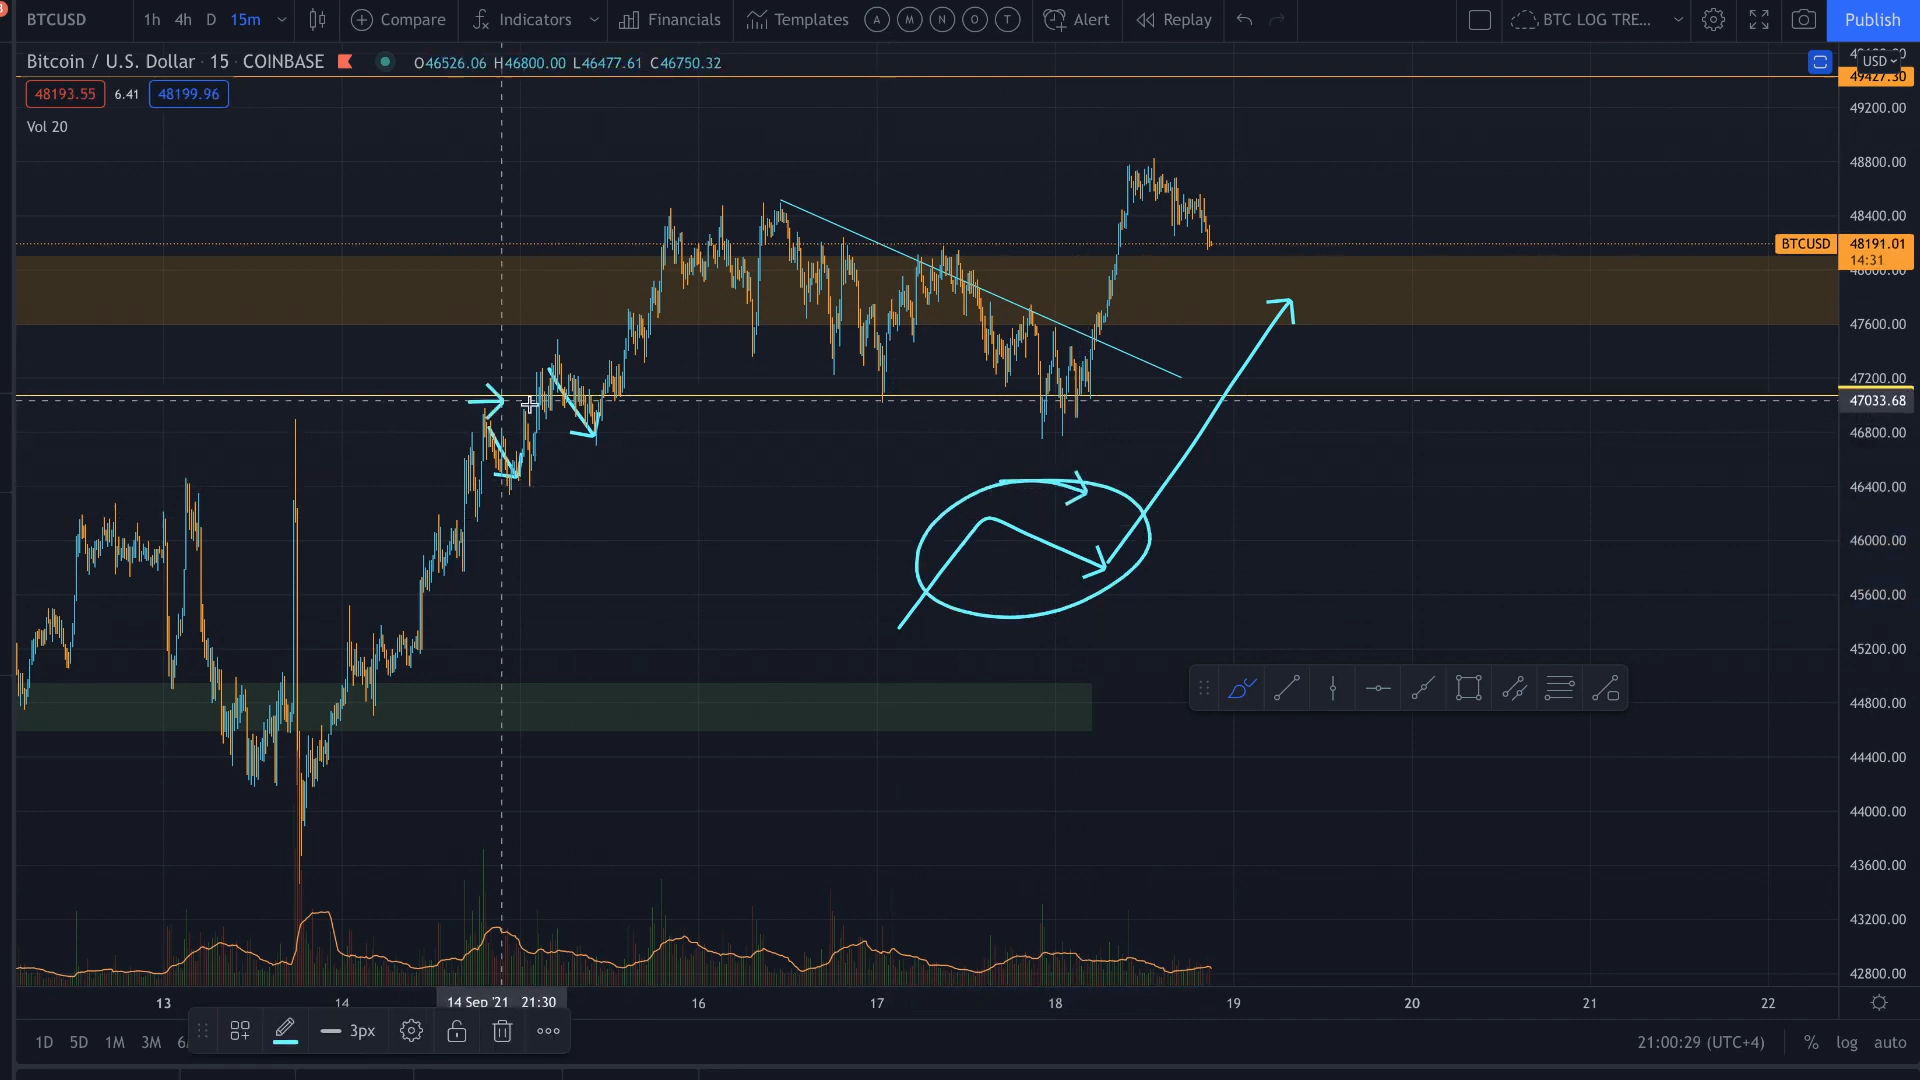 BTCUSD 1h 4h D 15m Compare Indicators Financials Templates A M N O T Alert Replay BTC LOG TRE... Publish
Bitcoin / U.S. Dollar · 15 · COINBASE O46526.06 H46800.00 L46477.61 C46750.32
USD
49427.30
48193.55 6.41 48199.96
49200.00
Vol 20
48800.00
48400.00
BTCUSD 48191.01
14:31
48000.00
47600.00
47200.00
47033.68
46800.00
46400.00
46000.00
45600.00
45200.00
44800.00
44400.00
44000.00
43600.00
43200.00
42800.00
13 14 14 Sep '21 21:30 16 17 18 19 20 21 22
3px
1D 5D 1M 3M 21:00:29 (UTC+4) % log auto